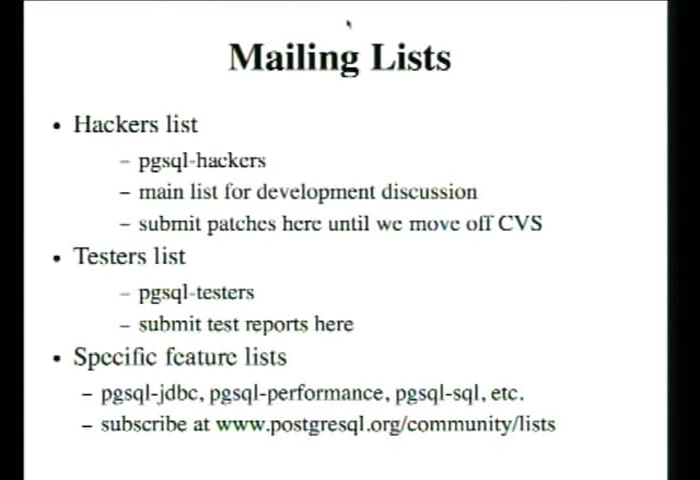 Mailing Lists
• Hackers list
– pgsql-hackers
– main list for development discussion
– submit patches here until we move off CVS
• Testers list
– pgsql-testers
– submit test reports here
• Specific feature lists
– pgsql-jdbc, pgsql-performance, pgsql-sql, etc.
– subscribe at www.postgresql.org/community/lists